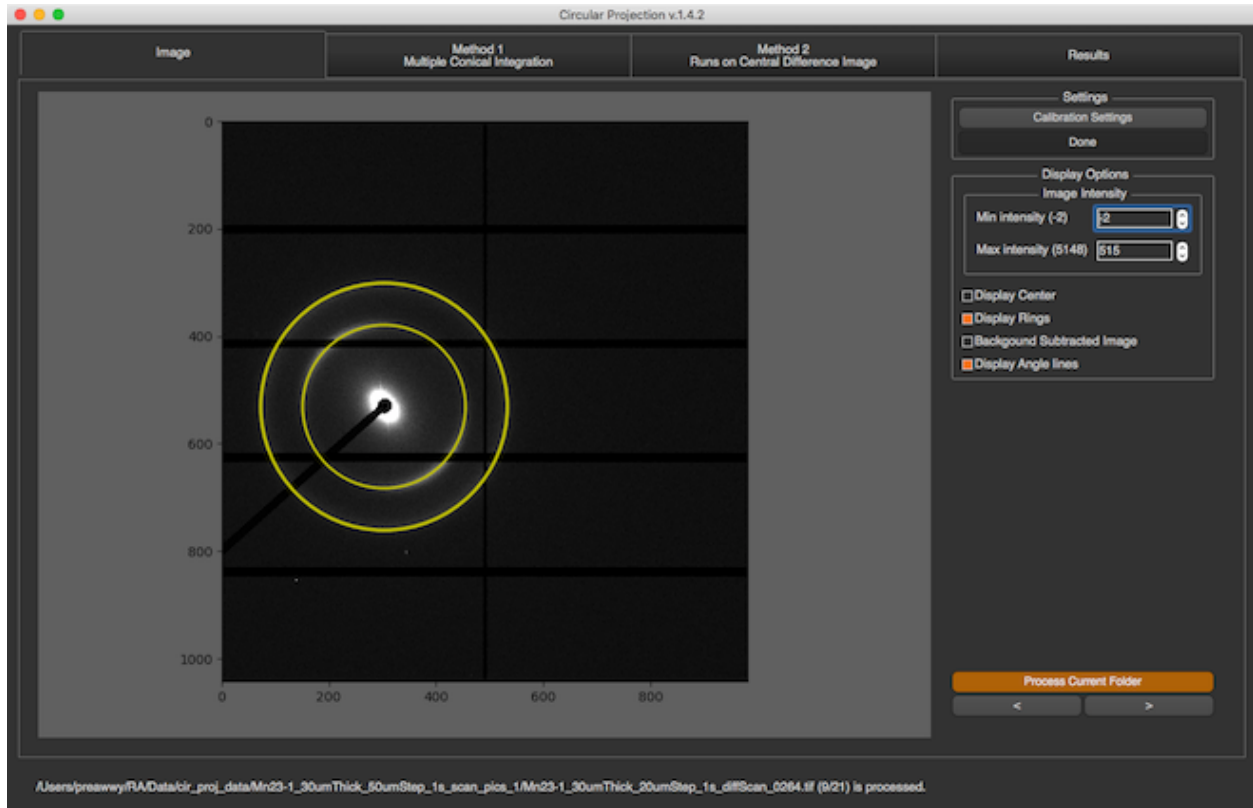 Circular Projection v.1.4.2
Image
Method 1
Multiple Conical Integration
Method 2
Runs on Central Difference Image
Results
Settings
Calibration Settings
Done
Display Options
Image Intensity
Min intensity (-2) -2
Max intensity (5148) 515
Display Center
Display Rings
Backgound Subtracted Image
Display Angle lines
0
200
400
600
800
1000
0 200 400 600 800
Process Current Folder
< >
/Users/preawwy/RA/Data/cir_proj_data/Mn23-1_30umThick_50umStep_1s_scan_pics_1/Mn23-1_30umThick_20umStep_1s_diffScan_0264.tif (9/21) is processed.